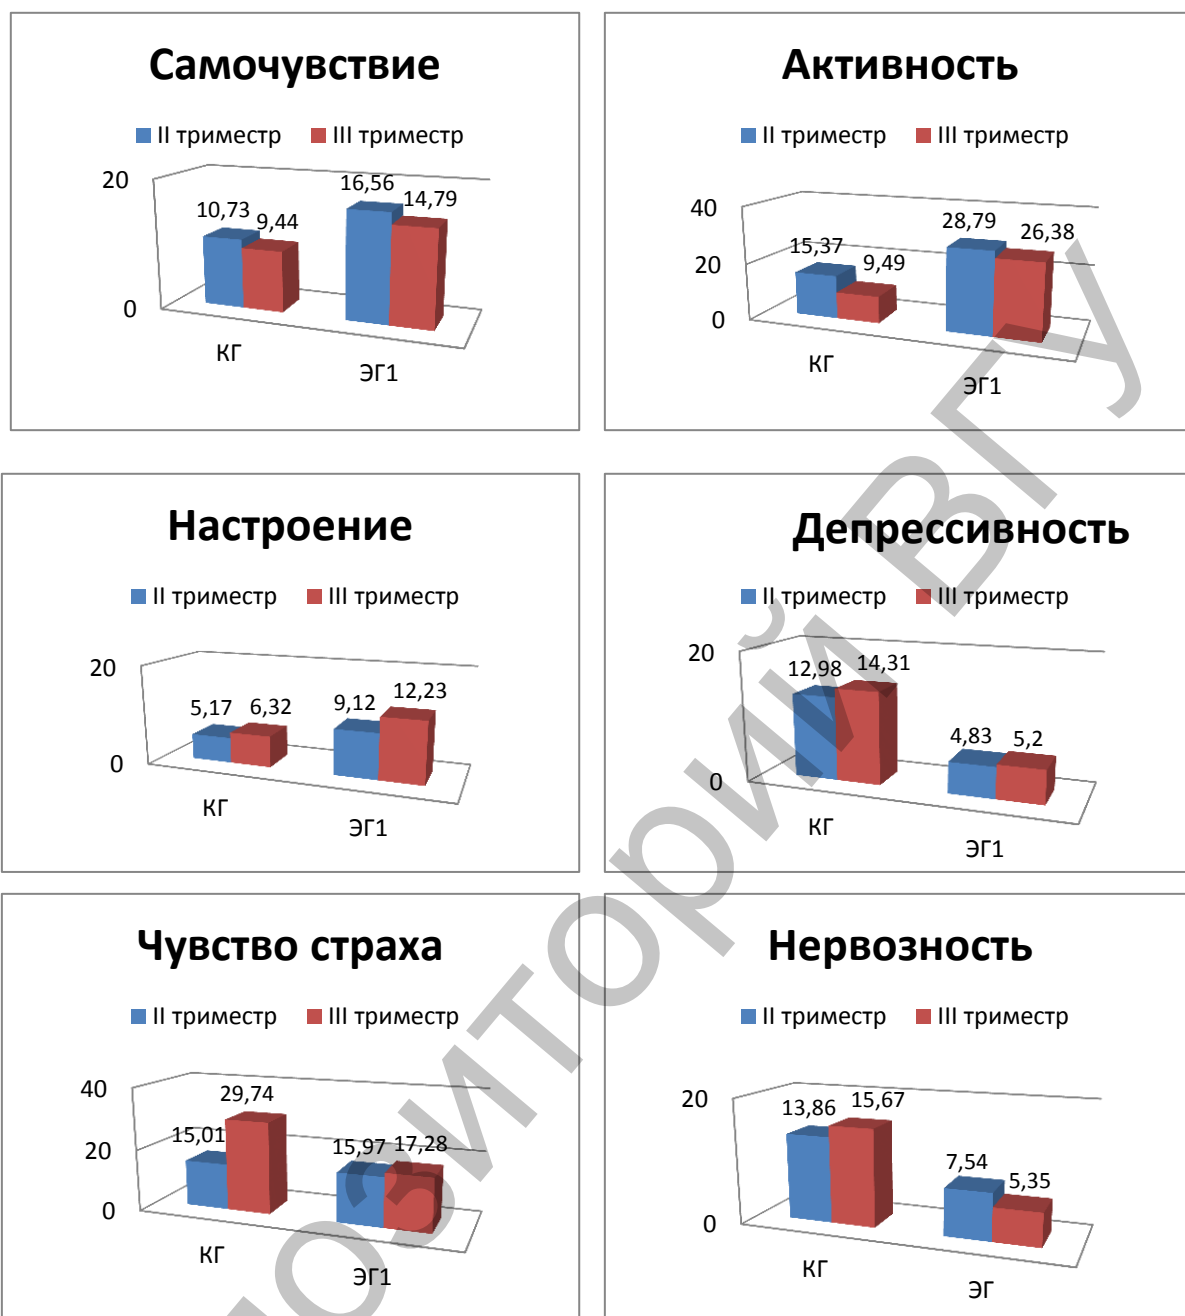 Самочувствие
II триместр III триместр
20
0
10,73
9,44
16,56
14,79
КГ
ЭГ1
Активность
II триместр III триместр
40
20
0
15,37
9,49
28,79
26,38
КГ
ЭГ1
Настроение
II триместр III триместр
20
0
5,17
6,32
9,12
12,23
КГ
ЭГ1
Депрессивность
II триместр III триместр
20
0
12,98
14,31
4,83
5,2
КГ
ЭГ1
Чувство страха
II триместр III триместр
40
20
0
15,01
29,74
15,97
17,28
КГ
ЭГ1
Нервозность
II триместр III триместр
20
0
13,86
15,67
7,54
5,35
КГ
ЭГ
позиторий ВГУ